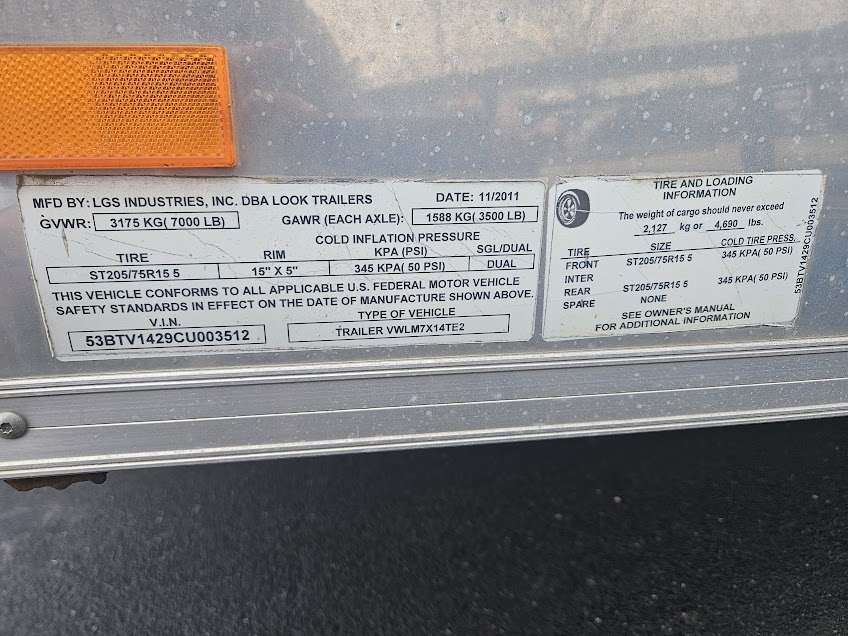 MFD BY: LGS INDUSTRIES, INC. DBA LOOK TRAILERS DATE: 11/2011
GVWR: 3175 KG( 7000 LB) GAWR (EACH AXLE): 1588 KG( 3500 LB)
COLD INFLATION PRESSURE
TIRE RIM KPA (PSI) SGL/DUAL
ST205/75R15 5 15" X 5" 345 KPA( 50 PSI) DUAL
THIS VEHICLE CONFORMS TO ALL APPLICABLE U.S. FEDERAL MOTOR VEHICLE
SAFETY STANDARDS IN EFFECT ON THE DATE OF MANUFACTURE SHOWN ABOVE.
V.I.N. TYPE OF VEHICLE
53BTV1429CU003512 TRAILER VWLM7X14TE2
TIRE AND LOADING
INFORMATION
The weight of cargo should never exceed
2,127 kg or 4,690 lbs.
TIRE SIZE COLD TIRE PRESS.
FRONT ST205/75R15 5 345 KPA( 50 PSI)
INTER
REAR ST205/75R15 5 345 KPA( 50 PSI)
SPARE NONE
SEE OWNER'S MANUAL
FOR ADDITIONAL INFORMATION
53BTV1429CU003512